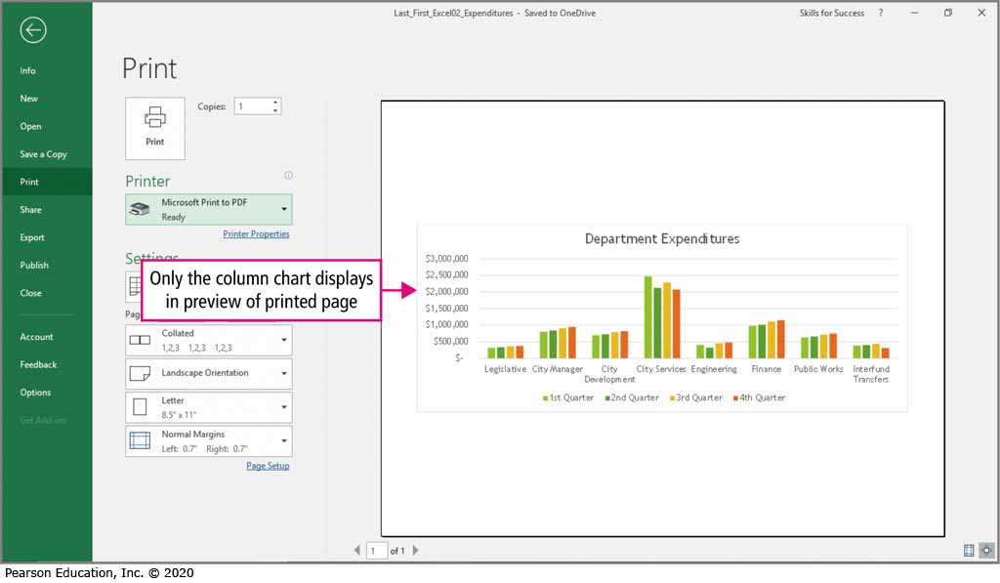 Last_First_Excel02_Expenditures - Saved to OneDrive
Skills for Success
?
Info
New
Open
Save a Copy
Print
Share
Export
Publish
Close
Account
Feedback
Options
Get Add-ins
Print
Print
Copies: 1
Printer
Microsoft Print to PDF
Ready
Printer Properties
Settings
Only the column chart displays
in preview of printed page
Collated
1,2,3 1,2,3 1,2,3
Landscape Orientation
Letter
8.5" x 11"
Normal Margins
Left: 0.7" Right: 0.7"
Page Setup
Department Expenditures
$3,000,000
$2,500,000
$2,000,000
$1,500,000
$1,000,000
$500,000
$-
Legislative City Manager City City Services Engineering Finance Public Works Interfund
Development Transfers
1st Quarter 2nd Quarter 3rd Quarter 4th Quarter
1 of 1
Pearson Education, Inc. © 2020